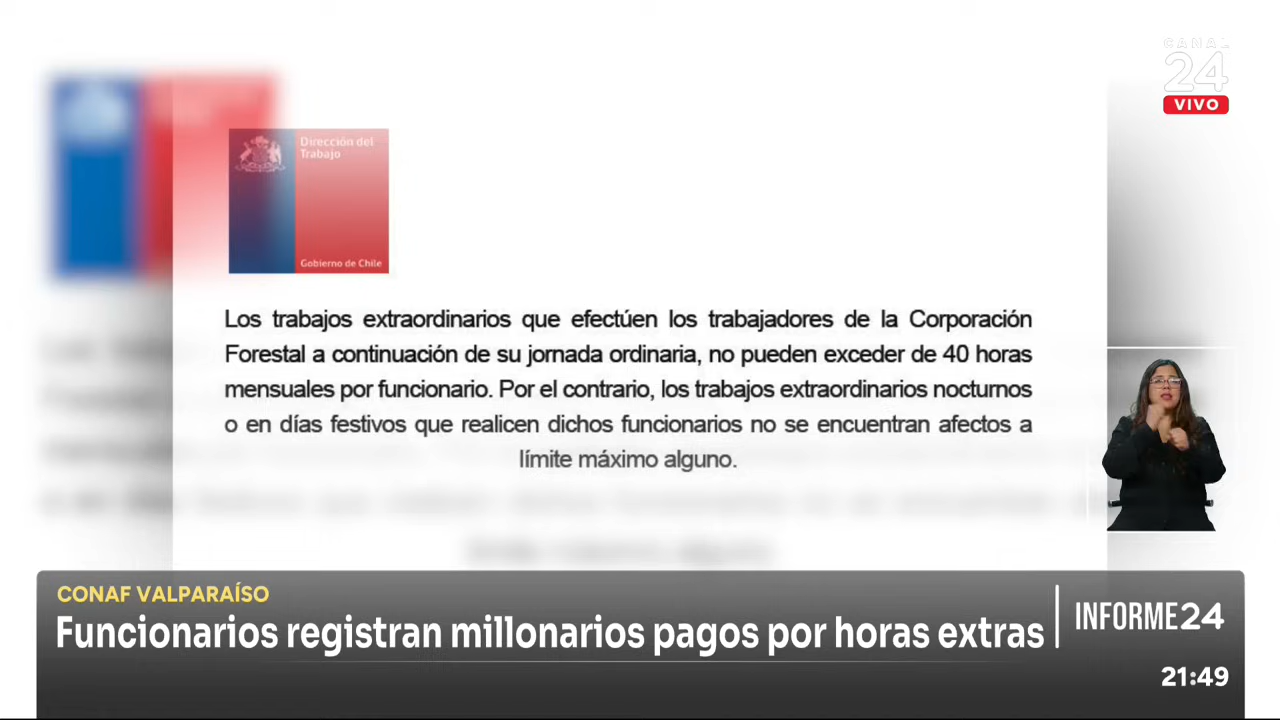 CANAL
24
VIVO
Dirección del
Trabajo
Gobierno de Chile
Los trabajos extraordinarios que efectúen los trabajadores de la Corporación
Forestal a continuación de su jornada ordinaria, no pueden exceder de 40 horas
mensuales por funcionario. Por el contrario, los trabajos extraordinarios nocturnos
o en días festivos que realicen dichos funcionarios no se encuentran afectos a
límite máximo alguno.
CONAF VALPARAÍSO
Funcionarios registran millonarios pagos por horas extras
INFORME24
21:49